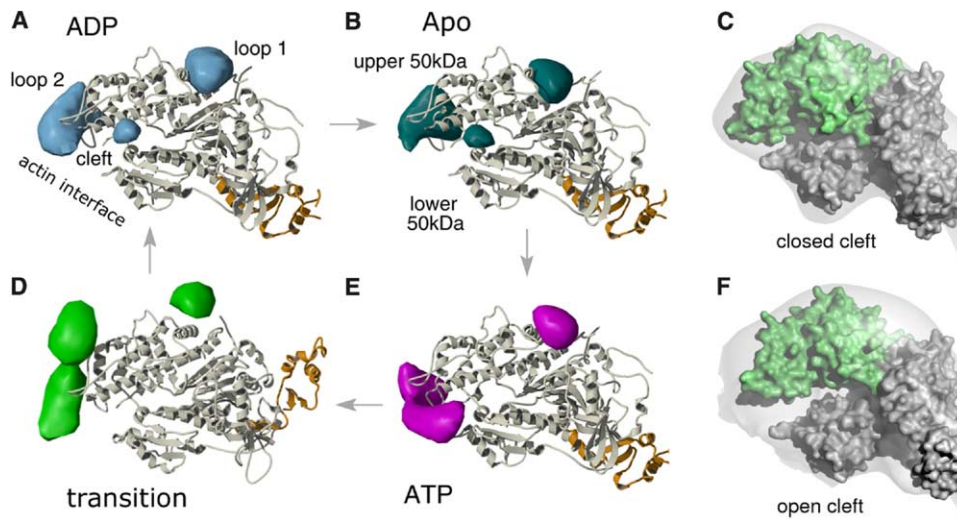 A
ADP
loop 1
loop 2
cleft
actin interface
B
Apo
upper 50kDa
lower
50kDa
C
closed cleft
D
transition
E
ATP
F
open cleft